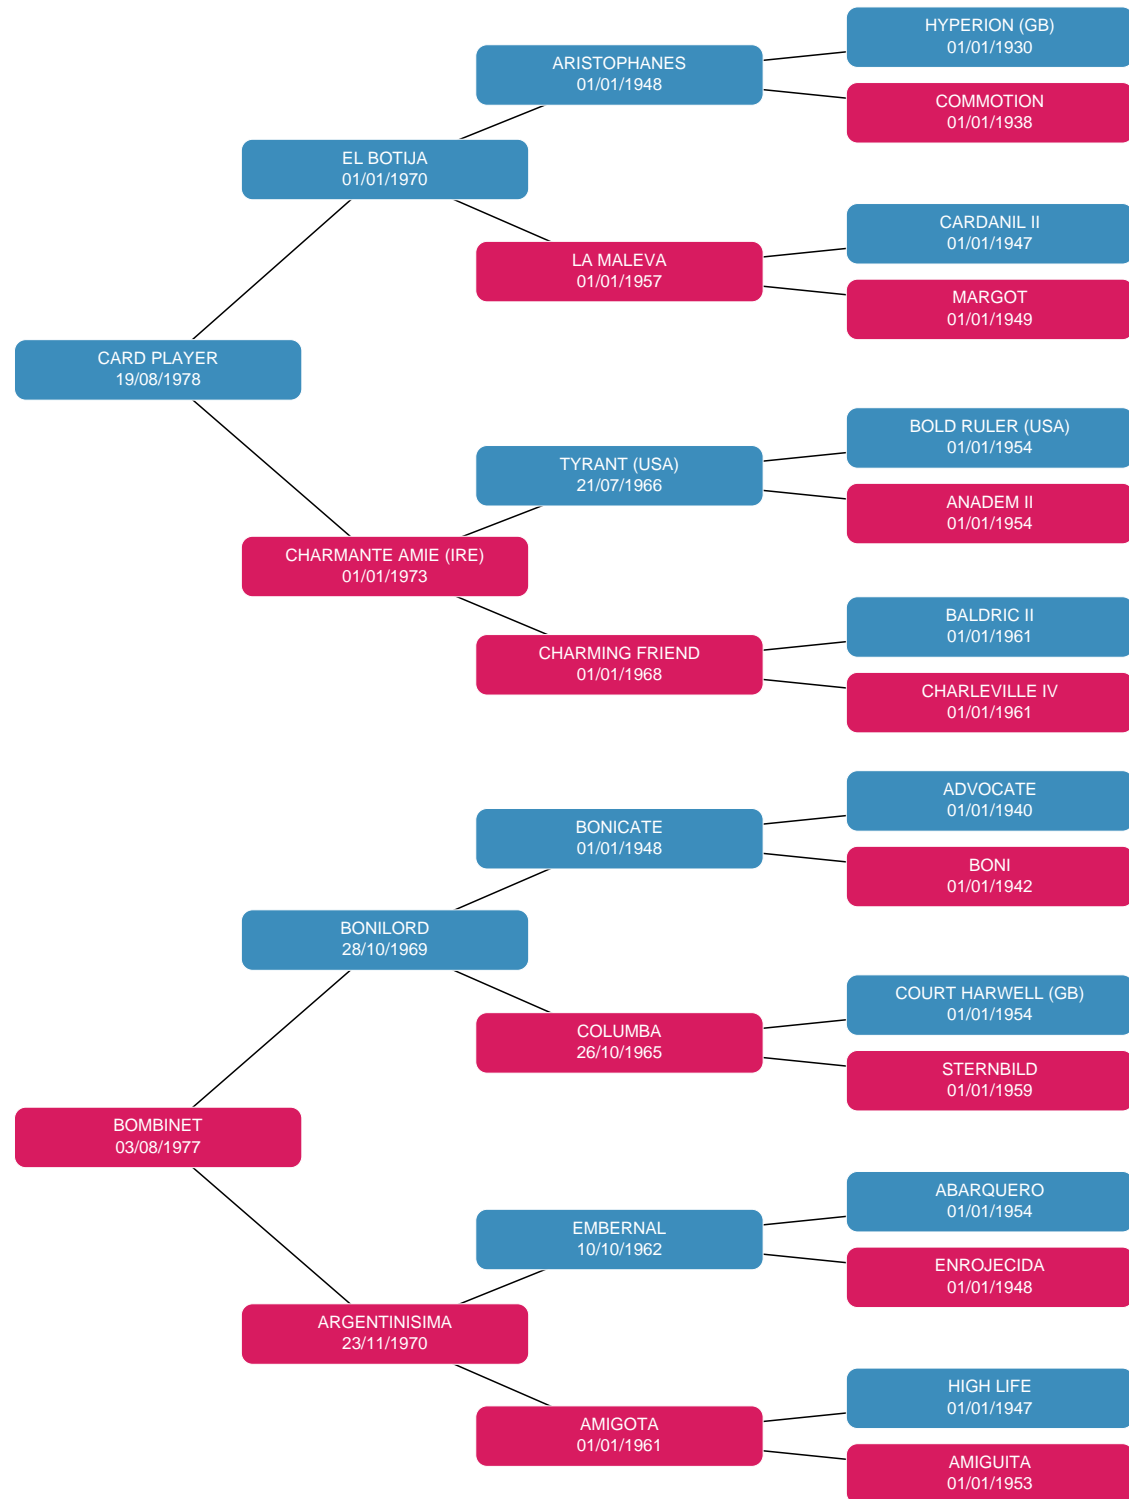 HYPERION (GB)
01/01/1930
ARISTOPHANES
01/01/1948
COMMOTION
01/01/1938
EL BOTIJA
01/01/1970
CARDANIL II
01/01/1947
LA MALEVA
01/01/1957
MARGOT
01/01/1949
CARD PLAYER
19/08/1978
BOLD RULER (USA)
01/01/1954
TYRANT (USA)
21/07/1966
ANADEM II
01/01/1954
CHARMANTE AMIE (IRE)
01/01/1973
BALDRIC II
01/01/1961
CHARMING FRIEND
01/01/1968
CHARLEVILLE IV
01/01/1961
ADVOCATE
01/01/1940
BONICATE
01/01/1948
BONI
01/01/1942
BONILORD
28/10/1969
COURT HARWELL (GB)
01/01/1954
COLUMBA
26/10/1965
STERNBILD
01/01/1959
BOMBINET
03/08/1977
ABARQUERO
01/01/1954
EMBERNAL
10/10/1962
ENROJECIDA
01/01/1948
ARGENTINISIMA
23/11/1970
HIGH LIFE
01/01/1947
AMIGOTA
01/01/1961
AMIGUITA
01/01/1953